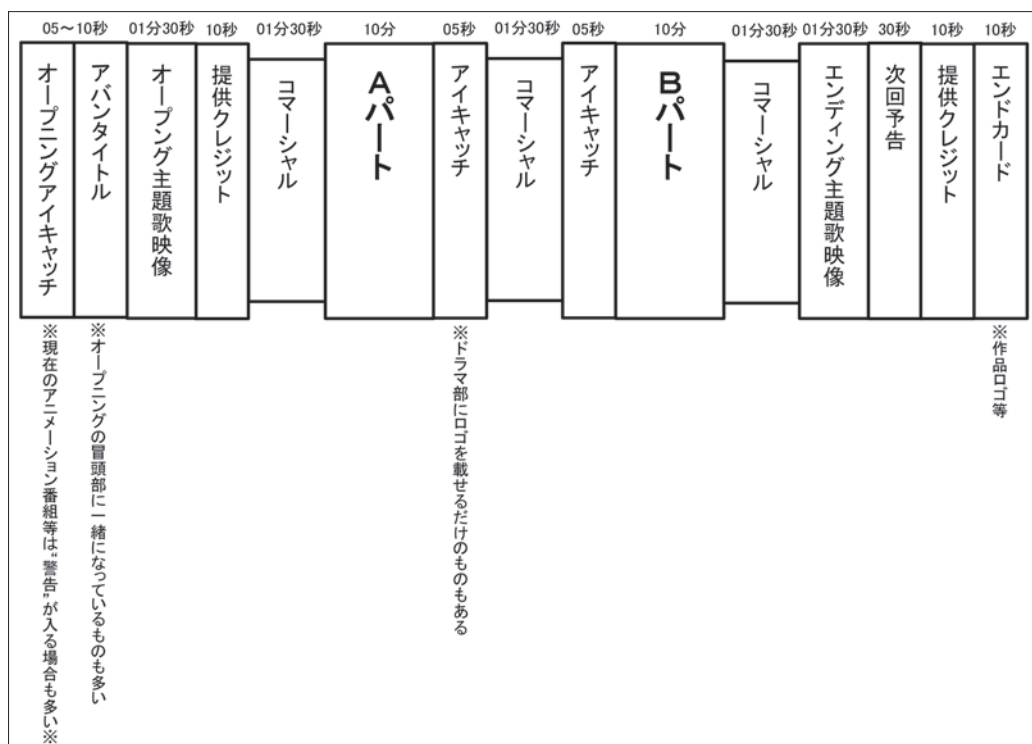 05～10秒
01分30秒
10秒
01分30秒
10分
05秒
01分30秒
05秒
10分
01分30秒
01分30秒
30秒
10秒
10秒
オープニングアイキャッチ
アバンタイトル
オープング主題歌映像
提供クレジット
コマーシャル
Aパート
アイキャッチ
コマーシャル
アイキャッチ
Bパート
コマーシャル
エンディング主題歌映像
次回予告
提供クレジット
エンドカード
※現在のアニメーション番組等は“警告”が入る場合も多い※
※オープニングの冒頭部に一緒になっているものも多い
※ドラマ部にロゴを載せるだけのものもある
※作品ロゴ等